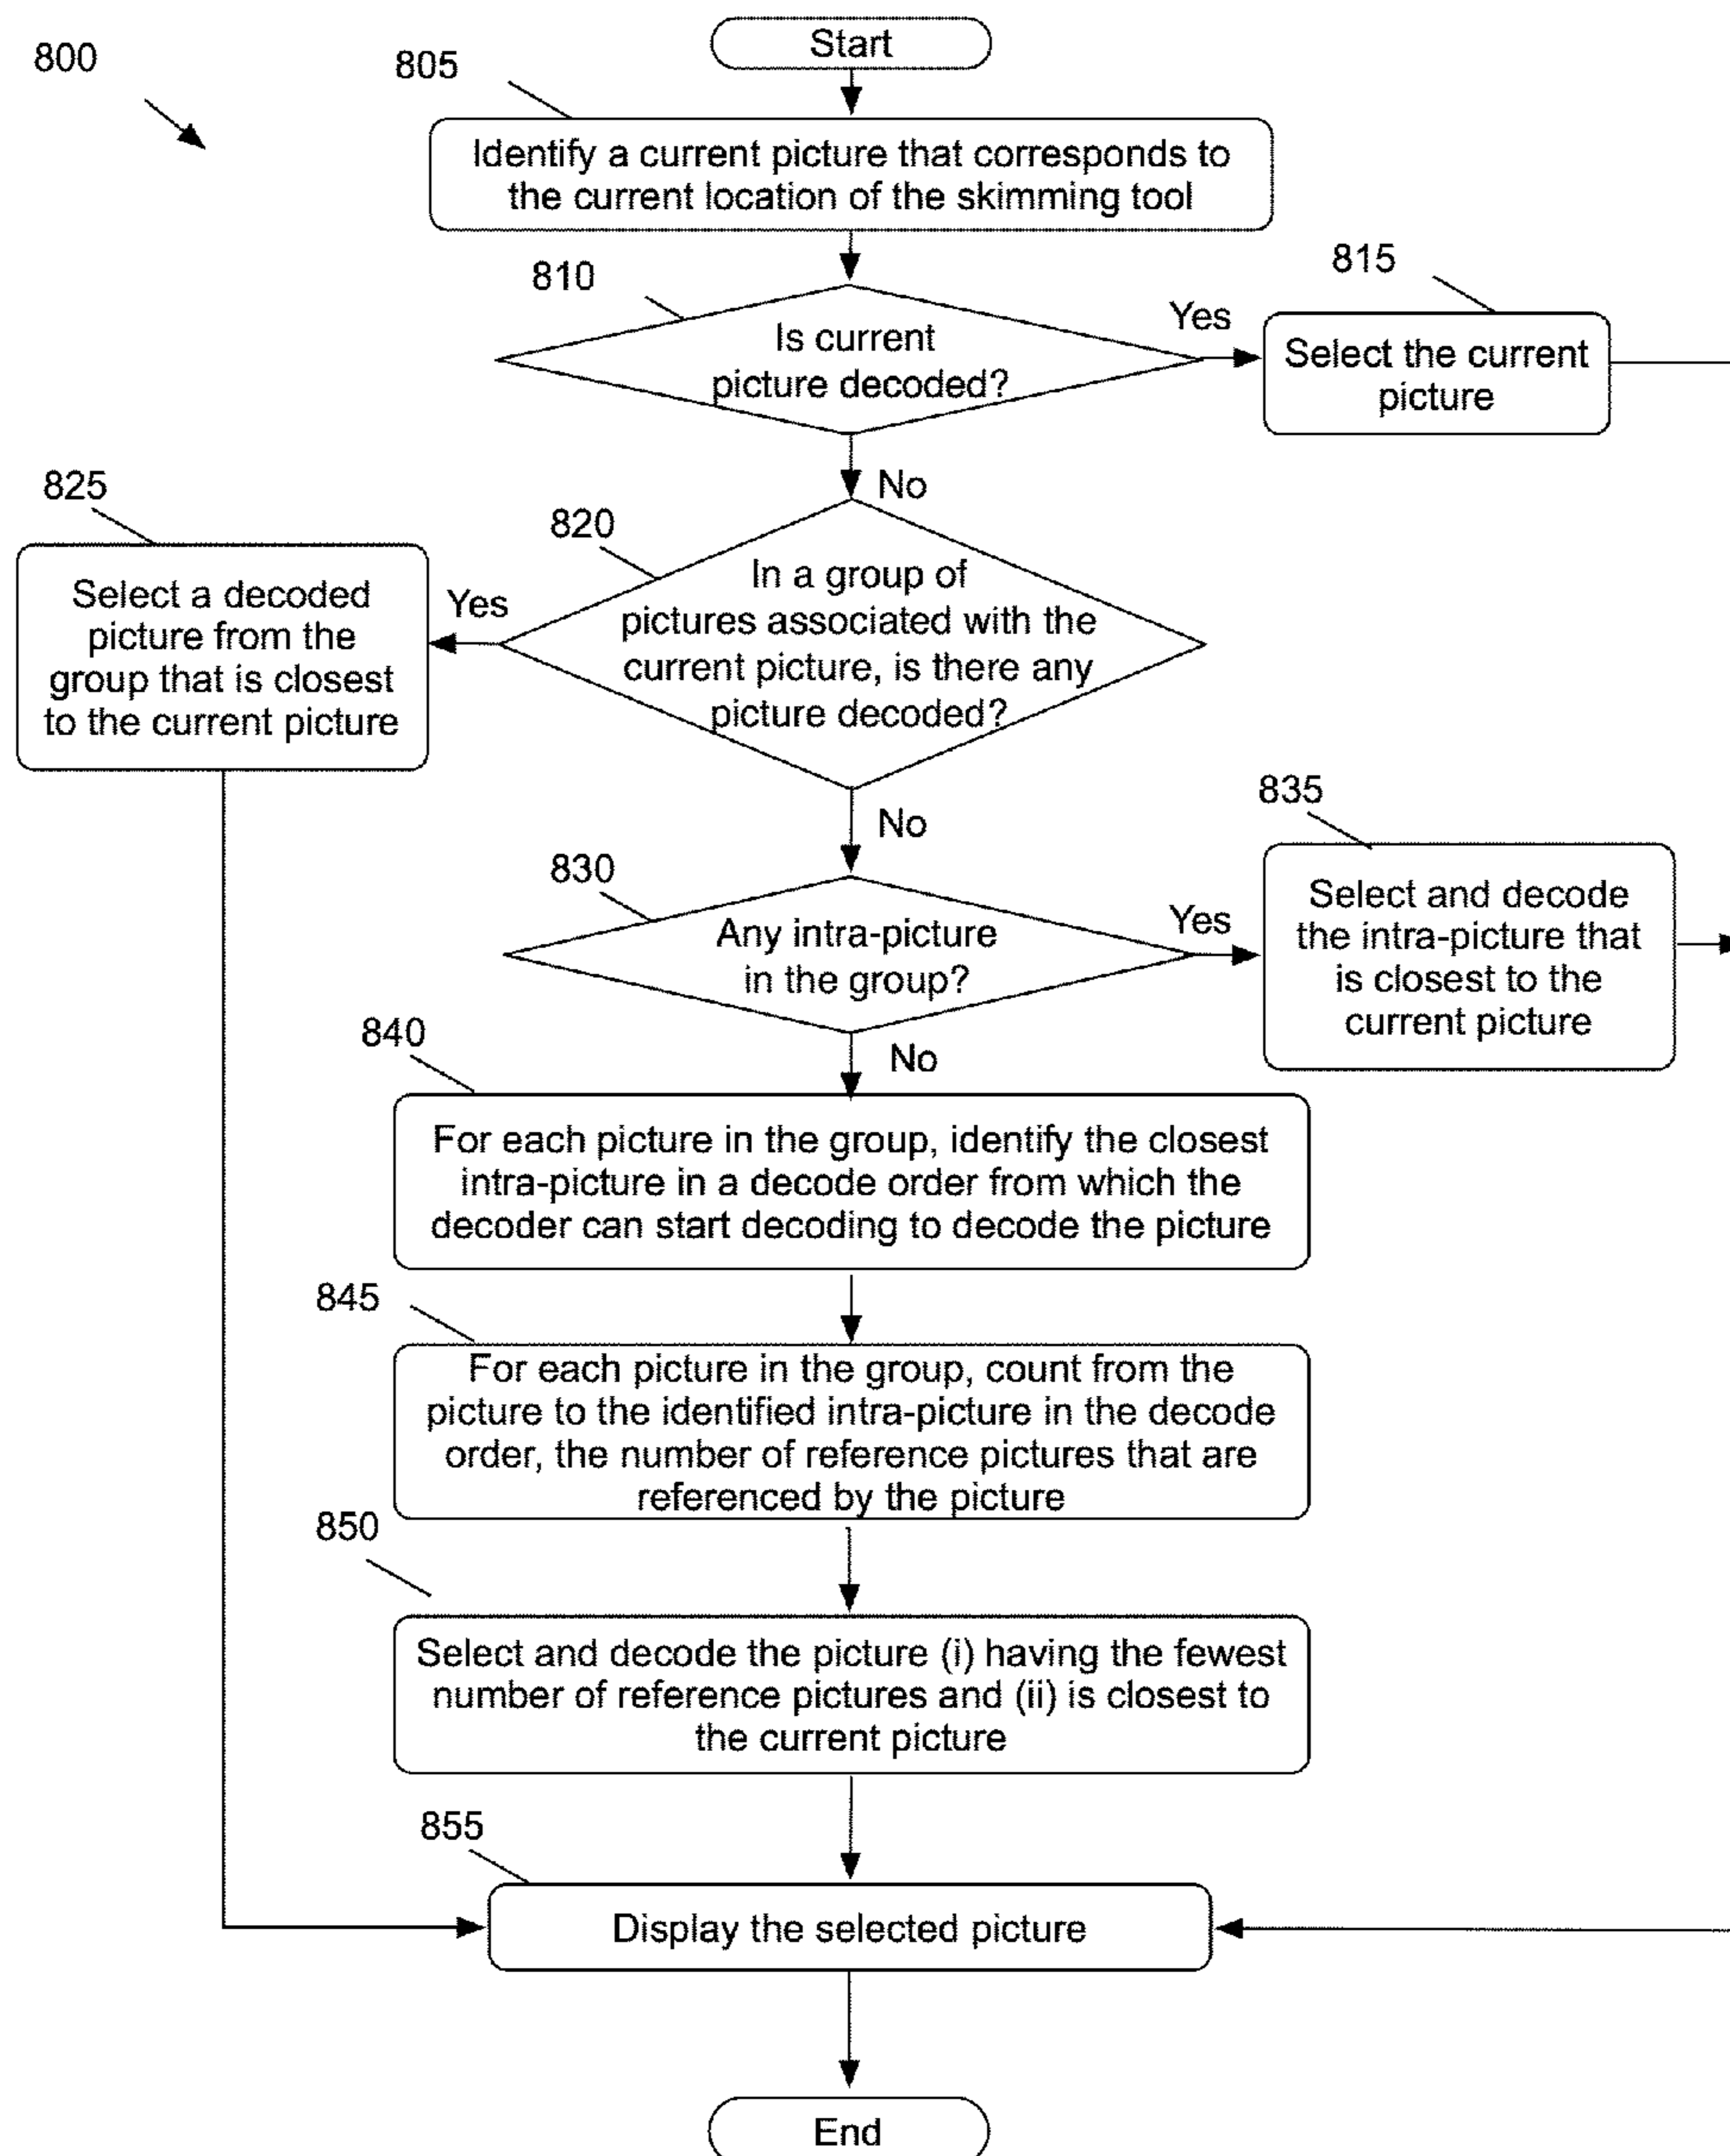 800
Start
805
Identify a current picture that corresponds to
the current location of the skimming tool
810
Is current
picture decoded?
Yes
815
Select the current
picture
No
820
In a group of
pictures associated with the
current picture, is there any
picture decoded?
Yes
825
Select a decoded
picture from the
group that is closest
to the current picture
No
830
Any intra-picture
in the group?
Yes
835
Select and decode
the intra-picture that
is closest to the
current picture
No
840
For each picture in the group, identify the closest
intra-picture in a decode order from which the
decoder can start decoding to decode the picture
845
For each picture in the group, count from the
picture to the identified intra-picture in the decode
order, the number of reference pictures that are
referenced by the picture
850
Select and decode the picture (i) having the fewest
number of reference pictures and (ii) is closest to
the current picture
855
Display the selected picture
End